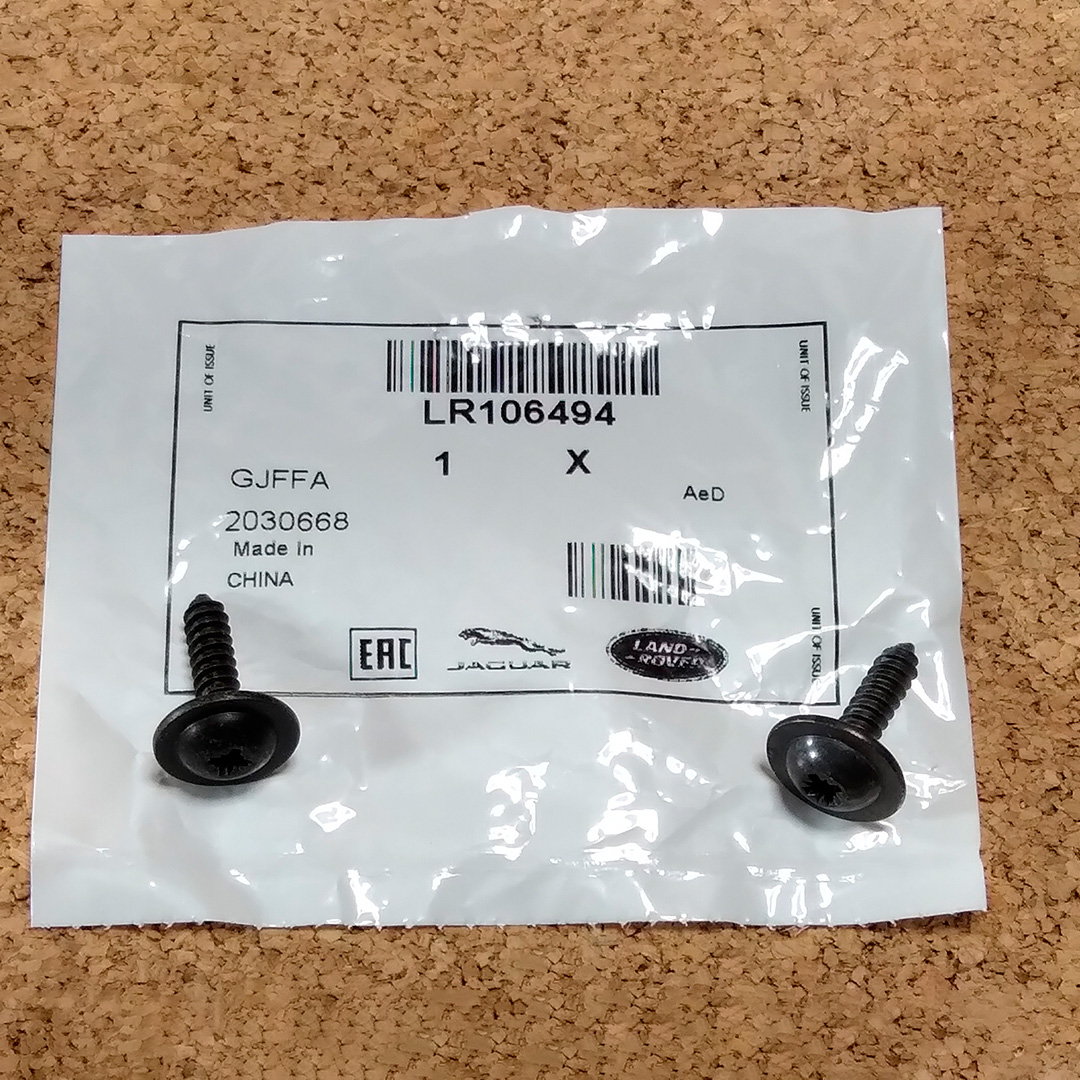 UNIT OF ISSUE
UNIT OF ISSUE
LR106494
1 X
GJFFA
AeD
2030668
Made In
CHINA
EAC
JAGUAR
LAND-
-ROVER
UNIT OF ISSUE